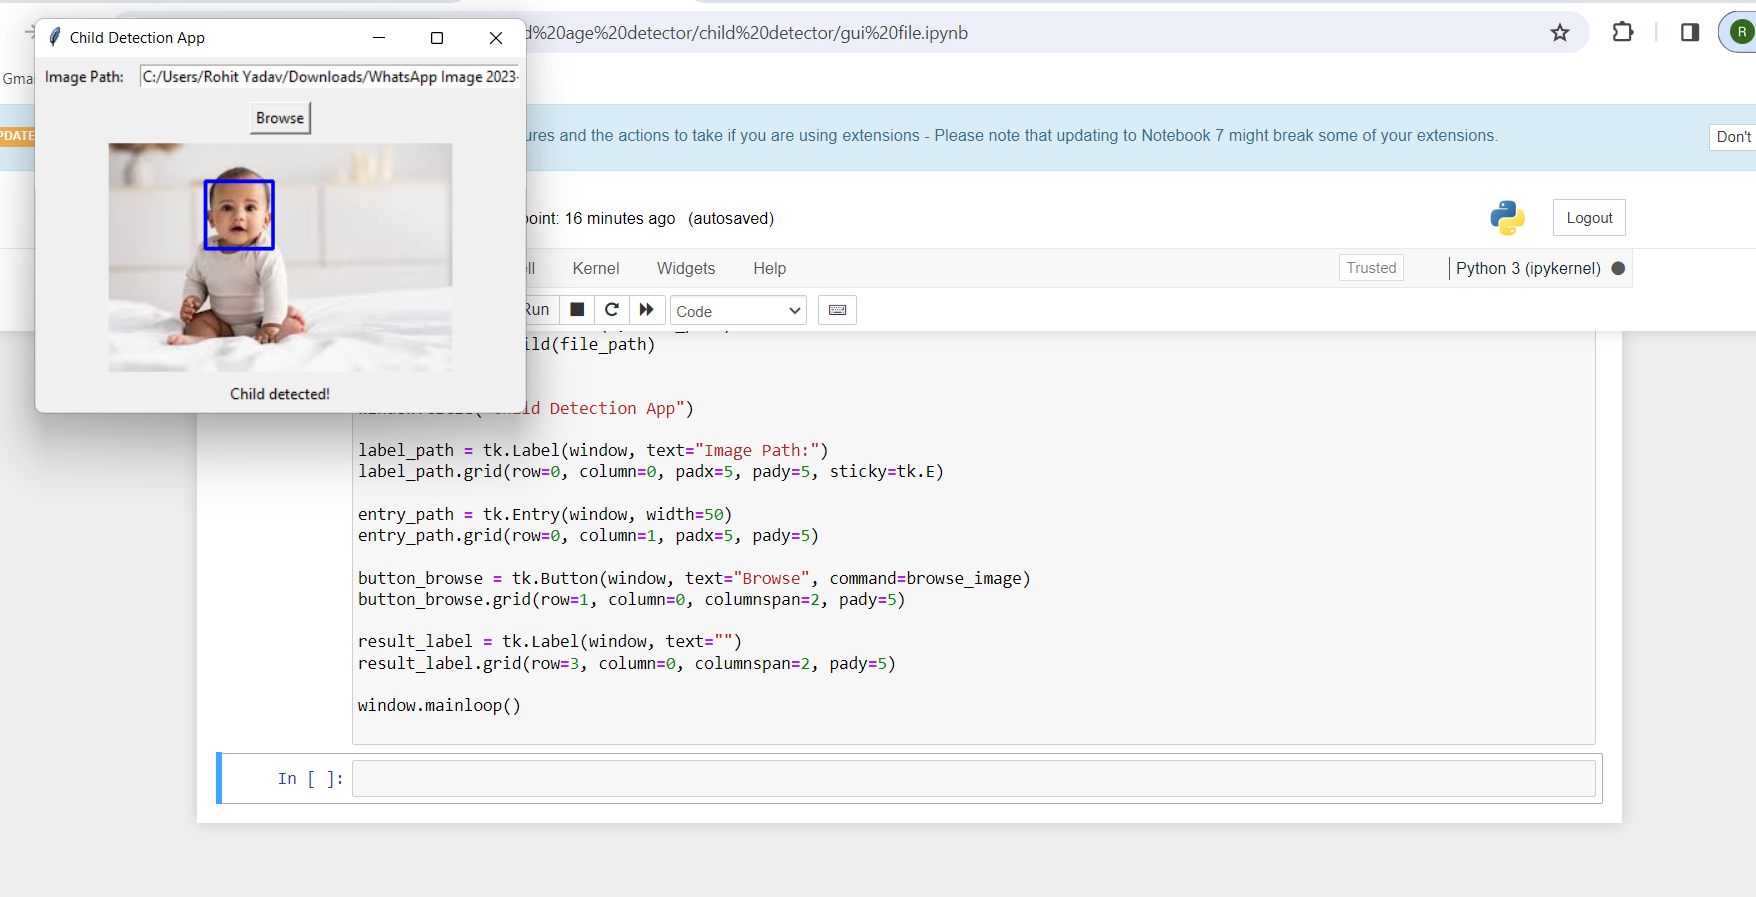 Child Detection App
Image Path: C:/Users/Rohit Yadav/Downloads/WhatsApp Image 2023-
Browse
Child detected!
d%20age%20detector/child%20detector/gui%20file.ipynb
R
ures and the actions to take if you are using extensions - Please note that updating to Notebook 7 might break some of your extensions.
Don't
point: 16 minutes ago (autosaved)
Logout
Kernel Widgets Help
Trusted
Python 3 (ipykernel)
Run
Code
ild(file_path)
ld Detection App")
label_path = tk.Label(window, text="Image Path:")
label_path.grid(row=0, column=0, padx=5, pady=5, sticky=tk.E)
entry_path = tk.Entry(window, width=50)
entry_path.grid(row=0, column=1, padx=5, pady=5)
button_browse = tk.Button(window, text="Browse", command=browse_image)
button_browse.grid(row=1, column=0, columnspan=2, pady=5)
result_label = tk.Label(window, text="")
result_label.grid(row=3, column=0, columnspan=2, pady=5)
window.mainloop()
In [ ]: